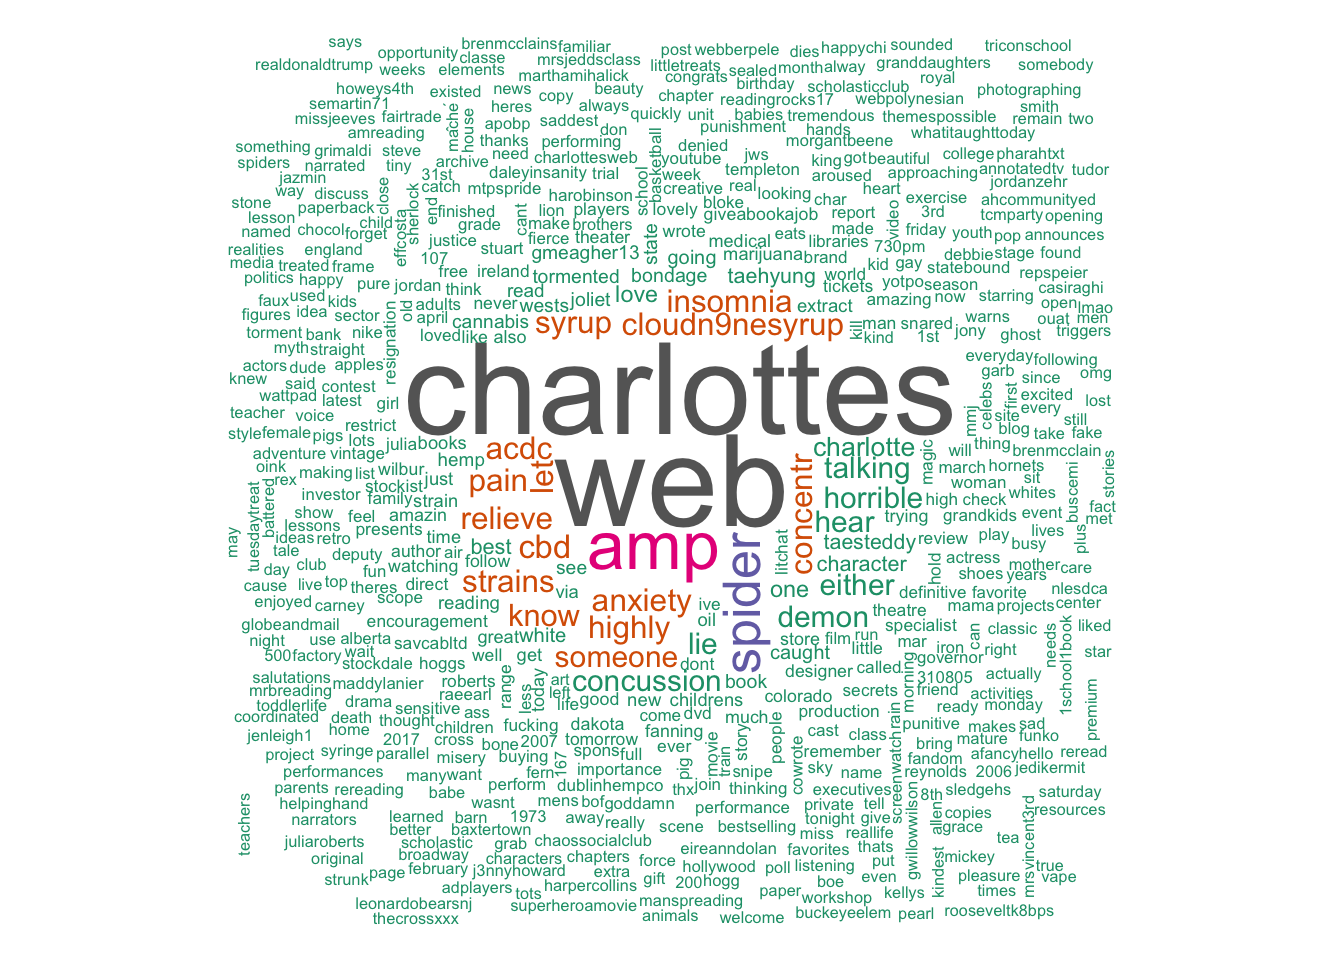 says
brenmcclains
familiar
opportunity
classe
mrsjeddsclass
post
webberpele
dies
happychi
sounded
triconschool
realdonaldtrump
weeks
elements
marthamihalick
littletreats
congrats
sealed
month
alway
granddaughters
somebody
howeys4th
existed
news
beauty
birthday
scholasticclub
royal
photographing
semartin71
heres
copy
always
chapter
readingrocks17
webpolynesian
smith
missjeeves
fairtrade
mâche
house
apobp
saddest
quickly
unit
babies
tremendous
themespossible
remain
two
amreading
thanks
performing
don
punishment
hands
morgantbeene
whatitaughttoday
something
grimaldi
steve
archive
need
charlottesweb
basketball
denied
youtube
jws
king
got
beautiful
college
pharahtxt
spiders
narrated
tiny
31st
daleyinsanity
trial
school
week
templeton
aroused
approaching
annotatedtv
tudor
jazmin
way
close
catch
mtpspride
harobinson
creative
real
looking
heart
jordanzehr
stone
discuss
sherlock
end
finished
cant
lion
players
lovely
bloke
giveabookajob
char
report
video
exercise
ahcommunityed
lesson
paperback
child
grade
make
brothers
state
wrote
made
3rd
friday
youth
tcmparty
opening
named
chocol
forget
effcosta
justice
stuart
fierce
theater
going
medical
eats
libraries
730pm
pop
announces
realities
england
107
gmeagher13
marijuana
brand
kid
gay
debbie
stage
found
media
treated
frame
free
ireland
tormented
bondage
taehyung
world
statebound
repspeier
politics
happy
pure
jordan
think
read
tickets
yotpo
season
casiraghi
faux
used
kids
old
adults
never
wests
joliet
love
insomnia
extract
amazing
now
starring
open
lmao
figures
idea
sector
april
cannabis
syrup
cloudn9nesyrup
kill
man
snared
warns
ouat
men
torment
bank
nike
resignation
loved
like
also
kind
1st
jony
ghost
triggers
myth
straight
charlottes
everyday
following
actors
dude
apples
garb
since
omg
knew
said
contest
mmj
celebs
first
excited
wattpad
latest
girl
site
every
lost
teacher
voice
restrict
blog
still
style
female
pigs
lots
julia
books
acdc
web
charlotte
magic
will
thing
take
fake
adventure
vintage
wilbur
hemp
let
concentr
talking
march
hornets
brenmcclain
oink
making
list
just
pain
woman
sit
buscemi
stories
rex
stockist
horrible
high
check
whites
fact
battered
tuesdaytreat
investor
family
strain
grandkids
event
met
show
feel
amazin
relieve
hear
trying
lives
plus
may
lessons
retro
presents
time
amp
spider
litchat
taesteddy
review
play
busy
ideas
tale
deputy
author
air
best
cbd
character
hold
actress
mother
care
day
club
fun
watching
follow
see
shoes
years
cause
live
top
theres
direct
strains
via
one
either
definitive
favorite
nlesdca
enjoyed
carney
scope
reading
know
anxiety
ive
demon
theatre
mama
projects
center
globeandmail
encouragement
highly
oil
specialist
can
classic
liked
night
use
alberta
savcabltd
great
white
lie
store
film
run
mar
iron
right
needs
1school1book
star
500
factory
wait
well
get
someone
dont
caught
little
governor
stockdale
hoggs
concussion
book
designer
called
310805
actually
salutations
maddylanier
roberts
range
less
today
art
left
colorado
secrets
morning
friend
activities
premium
mrbreading
raeearl
life
good
new
childrens
production
rain
ready
monday
toddlerlife
drama
sensitive
ass
come
dvd
much
punitive
makes
sad
coordinated
death
thought
children
fucking
dakota
fanning
story
people
cast
class
screenwatch
bring
mature
funko
jenleigh1
home
2017
cross
bone
2007
tomorrow
ever
movie
remember
fandom
afancyhello
reread
project
syringe
parallel
misery
buying
167
spons
full
pig
train
cowrote
sky
name
reynolds
2006
jedikermit
performances
many
want
fern
importance
snipe
executives
saturday
parents
rereading
babe
perform
dublinhempco
thx
join
thinking
8th
sledgehs
helpinghand
wasnt
mens
bof
goddamn
performance
private
tell
gwillowwilson
allen
copies
resources
teachers
narrators
learned
barn
1973
away
really
tonight
give
grace
mrsvincent3rd
better
baxtertown
scene
bestselling
miss
reallife
tea
juliaroberts
scholastic
grab
chaossocialclub
eireanndolan
favorites
thats
mickey
original
broadway
characters
chapters
force
hollywood
poll
listening
put
kindest
true
strunk
page
february
j3nnyhoward
extra
gift
200
hogg
boe
even
pleasure
vape
adplayers
tots
harpercollins
manspreading
paper
workshop
kellys
times
leonardobearsnj
superheroamovie
animals
welcome
buckeyeelem
pearl
rooseveltk8bps
thecrossxxx